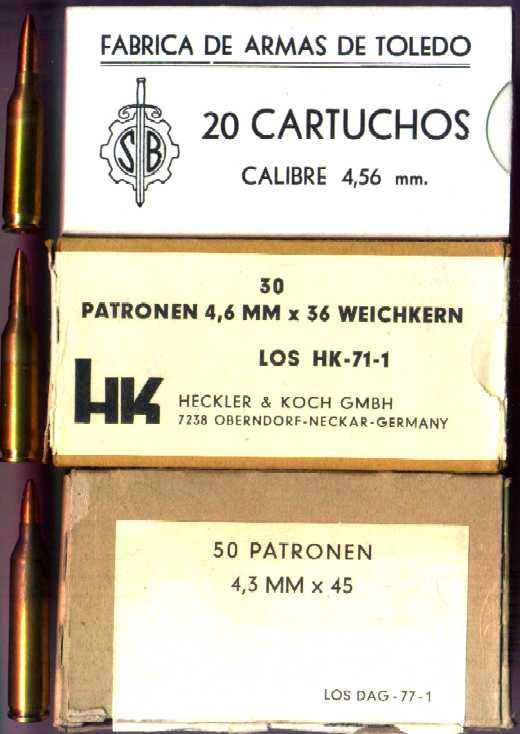 FABRICA DE ARMAS DE TOLEDO
SB
20 CARTUCHOS
CALIBRE 4,56 mm.
30
PATRONEN 4,6 MM x 36 WEICHKERN
LOS HK-71-1
HK
HECKLER & KOCH GMBH
7238 OBERNDORF-NECKAR-GERMANY
50 PATRONEN
4,3 MM x 45
LOS DAG-77-1